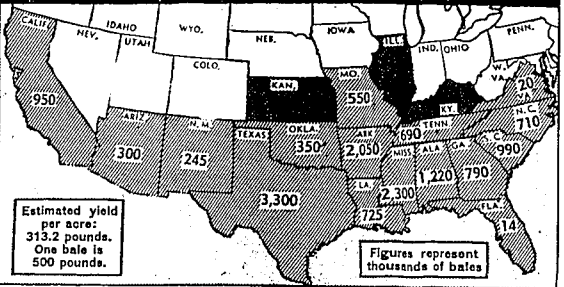 CALIF.
NEV.
IDAHO
UTAH
WYO.
COLO.
NEB.
IOWA
ILL.
IND.
OHIO
PENN.
W.
VA.
KAN.
MO.
550
KY.
20
VA.
N.C.
710
950
ARIZ.
300
N. M.
245
TEXAS
3,300
OKLA.
350
ARK
2,050
690
TENN.
S. C.
990
MISS
2,300
ALA.
1,220
GA.
790
LA.
725
FLA.
14
Estimated yield
per acre:
313.2 pounds.
One bale is
500 pounds.
Figures represent
thousands of bales